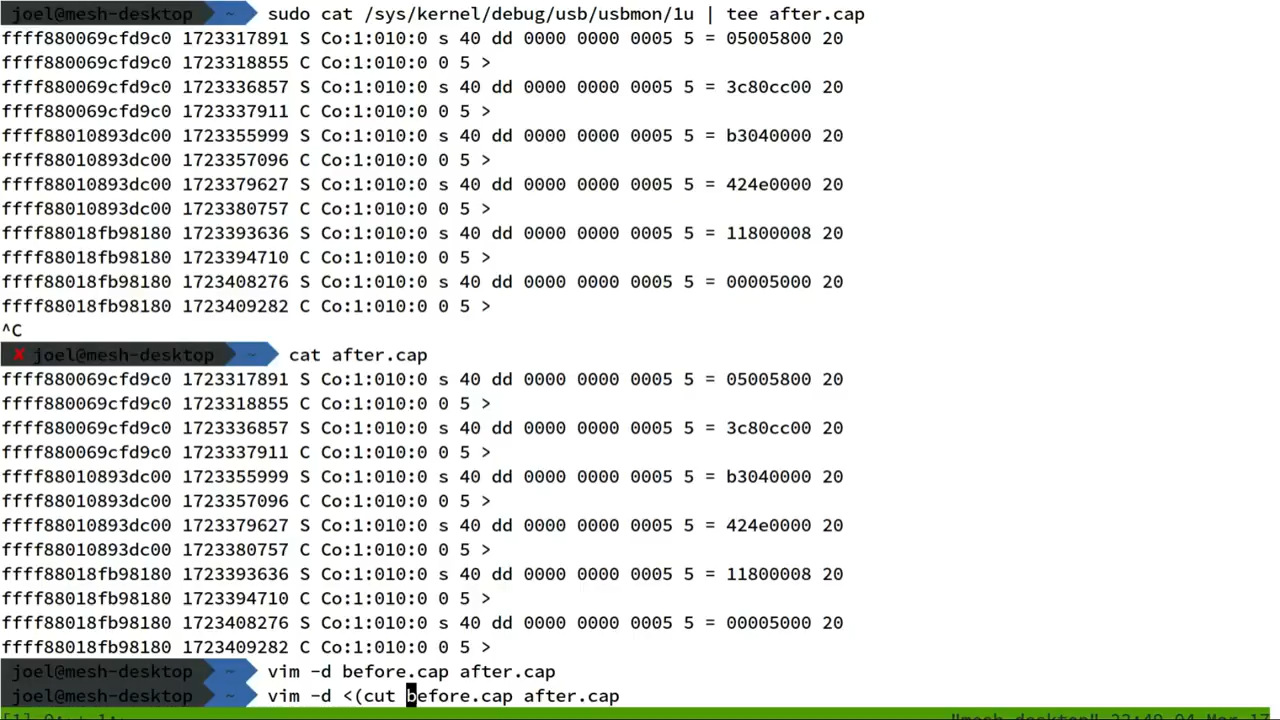 joel@mesh-desktop ~ sudo cat /sys/kernel/debug/usb/usbmon/1u | tee after.cap
ffff880069cfd9c0 1723317891 S Co:1:010:0 s 40 dd 0000 0000 0005 5 = 05005800 20
ffff880069cfd9c0 1723318855 C Co:1:010:0 0 5 >
ffff880069cfd9c0 1723336857 S Co:1:010:0 s 40 dd 0000 0000 0005 5 = 3c80cc00 20
ffff880069cfd9c0 1723337911 C Co:1:010:0 0 5 >
ffff88010893dc00 1723355999 S Co:1:010:0 s 40 dd 0000 0000 0005 5 = b3040000 20
ffff88010893dc00 1723357096 C Co:1:010:0 0 5 >
ffff88010893dc00 1723379627 S Co:1:010:0 s 40 dd 0000 0000 0005 5 = 424e0000 20
ffff88010893dc00 1723380757 C Co:1:010:0 0 5 >
ffff88018fb98180 1723393636 S Co:1:010:0 s 40 dd 0000 0000 0005 5 = 11800008 20
ffff88018fb98180 1723394710 C Co:1:010:0 0 5 >
ffff88018fb98180 1723408276 S Co:1:010:0 s 40 dd 0000 0000 0005 5 = 00005000 20
ffff88018fb98180 1723409282 C Co:1:010:0 0 5 >
^C
✘ joel@mesh-desktop ~ cat after.cap
ffff880069cfd9c0 1723317891 S Co:1:010:0 s 40 dd 0000 0000 0005 5 = 05005800 20
ffff880069cfd9c0 1723318855 C Co:1:010:0 0 5 >
ffff880069cfd9c0 1723336857 S Co:1:010:0 s 40 dd 0000 0000 0005 5 = 3c80cc00 20
ffff880069cfd9c0 1723337911 C Co:1:010:0 0 5 >
ffff88010893dc00 1723355999 S Co:1:010:0 s 40 dd 0000 0000 0005 5 = b3040000 20
ffff88010893dc00 1723357096 C Co:1:010:0 0 5 >
ffff88010893dc00 1723379627 S Co:1:010:0 s 40 dd 0000 0000 0005 5 = 424e0000 20
ffff88010893dc00 1723380757 C Co:1:010:0 0 5 >
ffff88018fb98180 1723393636 S Co:1:010:0 s 40 dd 0000 0000 0005 5 = 11800008 20
ffff88018fb98180 1723394710 C Co:1:010:0 0 5 >
ffff88018fb98180 1723408276 S Co:1:010:0 s 40 dd 0000 0000 0005 5 = 00005000 20
ffff88018fb98180 1723409282 C Co:1:010:0 0 5 >
joel@mesh-desktop ~ vim -d before.cap after.cap
joel@mesh-desktop ~ vim -d <(cut before.cap after.cap